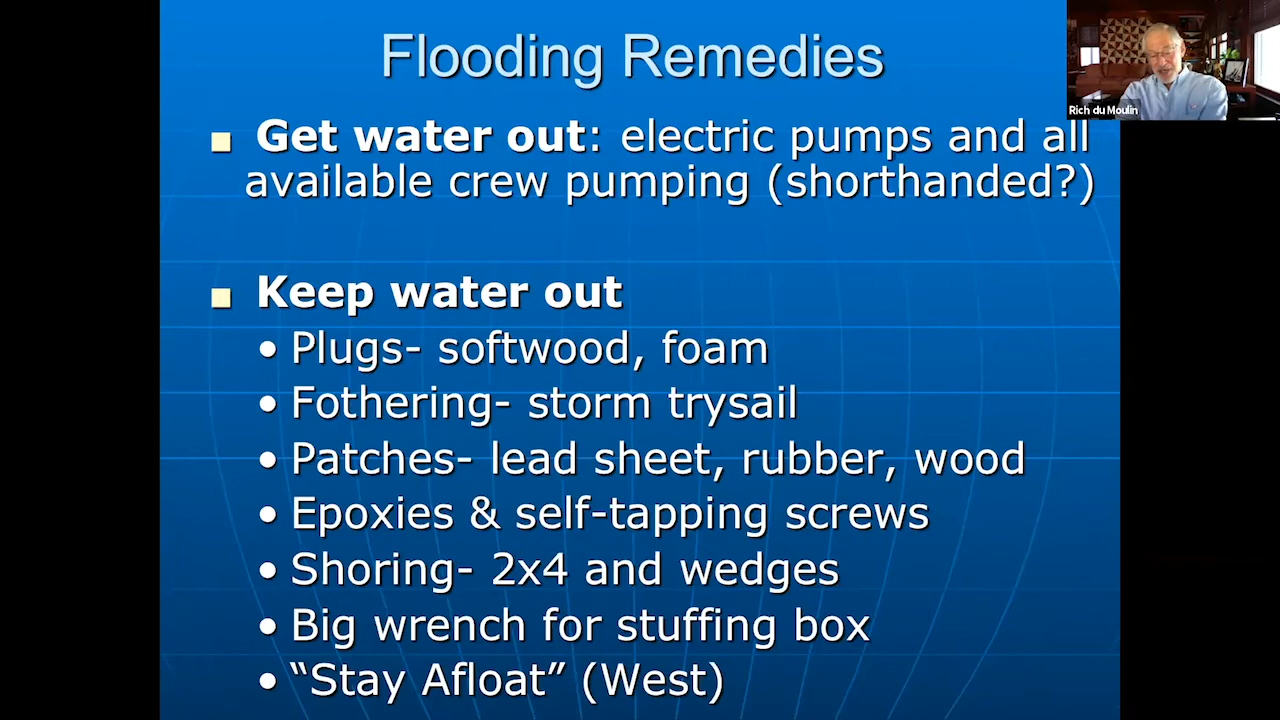 Flooding Remedies
Rich du Moulin
Get water out: electric pumps and all
available crew pumping (shorthanded?)
Keep water out
Plugs- softwood, foam
Fothering- storm trysail
Patches- lead sheet, rubber, wood
Epoxies & self-tapping screws
Shoring- 2x4 and wedges
Big wrench for stuffing box
“Stay Afloat” (West)